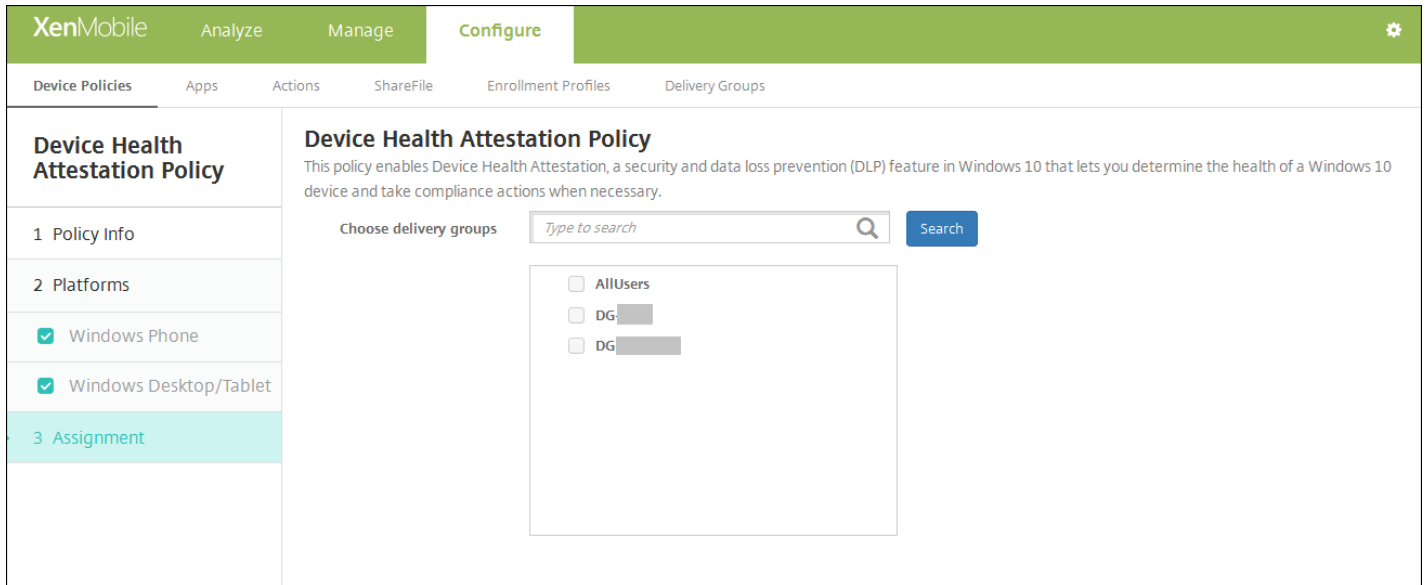 XenMobile Analyze Manage Configure
Device Policies Apps Actions ShareFile Enrollment Profiles Delivery Groups
Device Health
Attestation Policy
1 Policy Info
2 Platforms
Windows Phone
Windows Desktop/Tablet
3 Assignment
Device Health Attestation Policy
This policy enables Device Health Attestation, a security and data loss prevention (DLP) feature in Windows 10 that lets you determine the health of a Windows 10
device and take compliance actions when necessary.
Choose delivery groups Type to search Search
AllUsers
DG-
DG